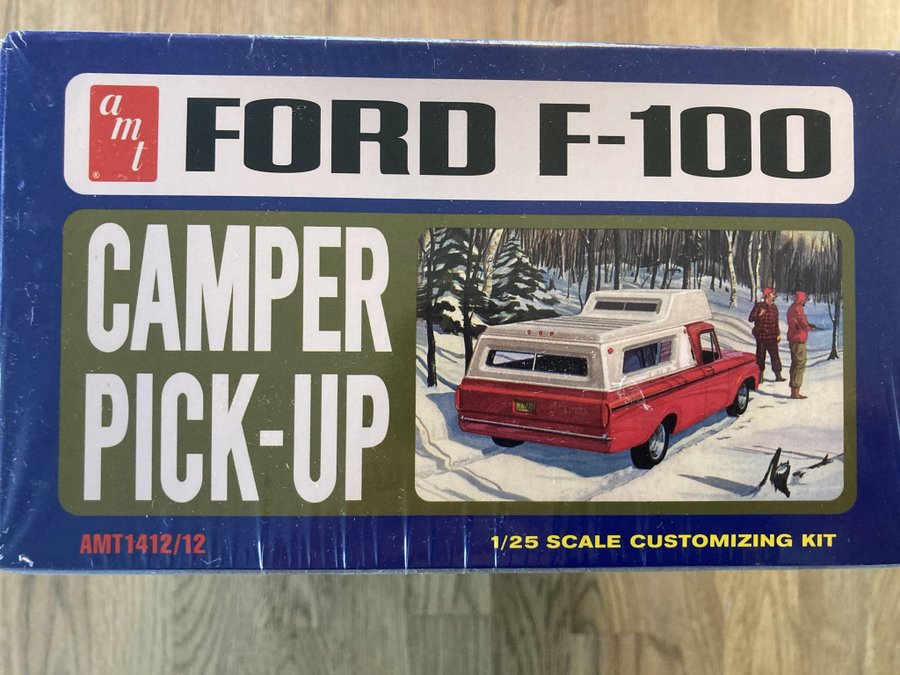 amt
®
FORD F-100
CAMPER
PICK-UP
AMT1412/12
1/25 SCALE CUSTOMIZING KIT